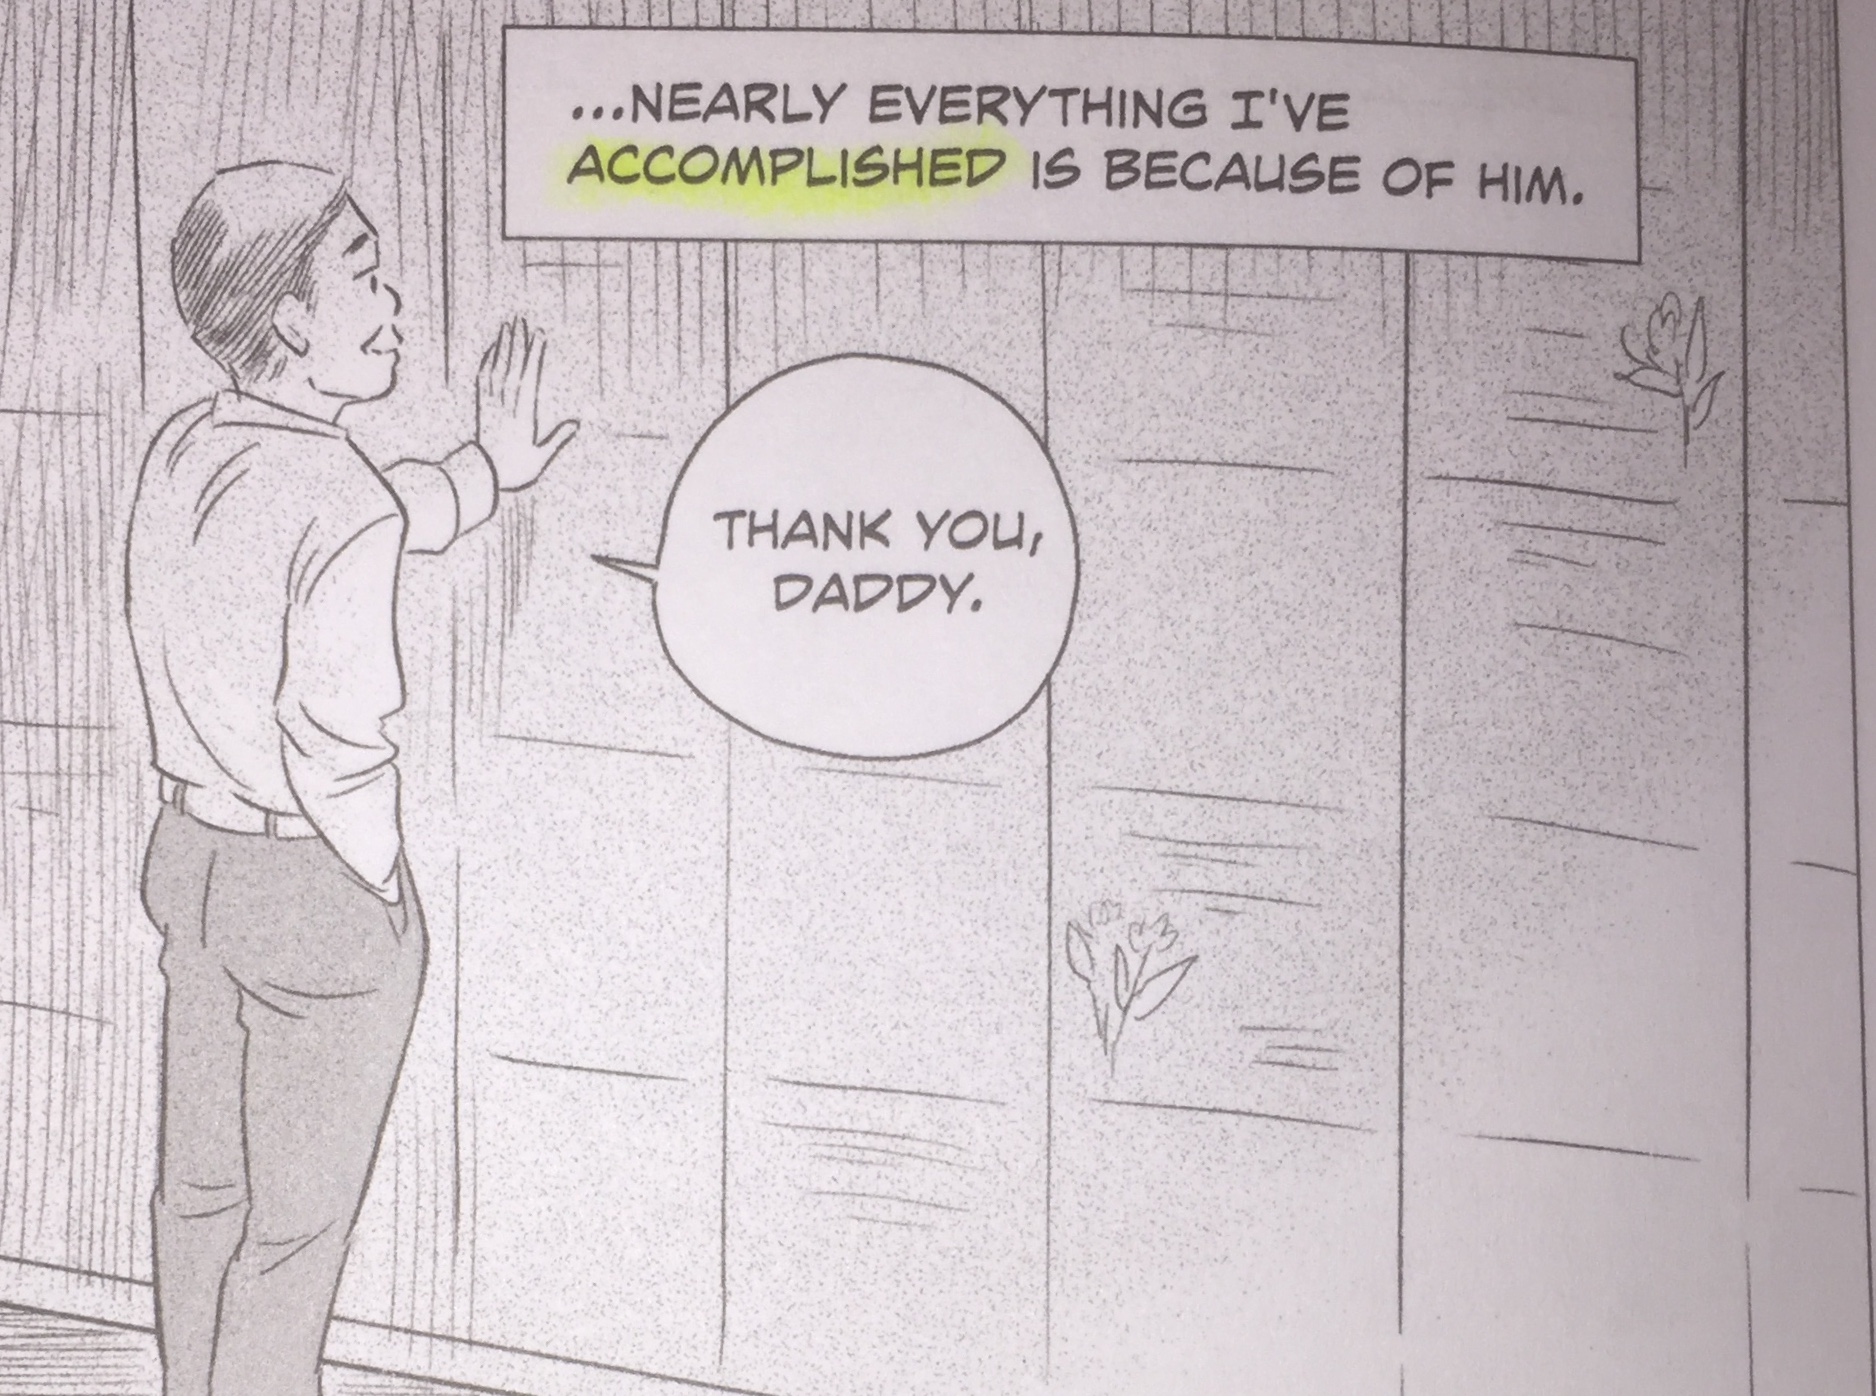 ...NEARLY EVERYTHING I'VE
ACCOMPLISHED IS BECAUSE OF HIM.
THANK YOU,
DADDY.